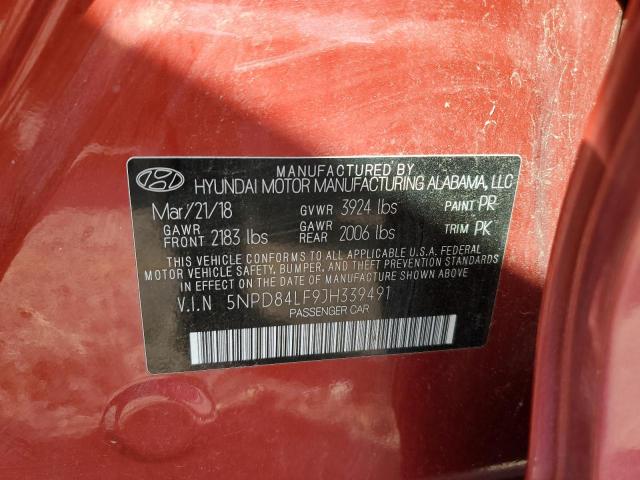 MANUFACTURED BY
HYUNDAI MOTOR MANUFACTURING ALABAMA, LLC
Mar/21/18 GVWR 3924 lbs PAINT PR
GAWR FRONT 2183 lbs GAWR REAR 2006 lbs TRIM PK
THIS VEHICLE CONFORMS TO ALL APPLICABLE U.S.A. FEDERAL
MOTOR VEHICLE SAFETY, BUMPER, AND THEFT PREVENTION STANDARDS
IN EFFECT ON THE DATE OF MANUFACTURE SHOWN ABOVE.
V.I.N 5NPD84LF9JH339491
PASSENGER CAR